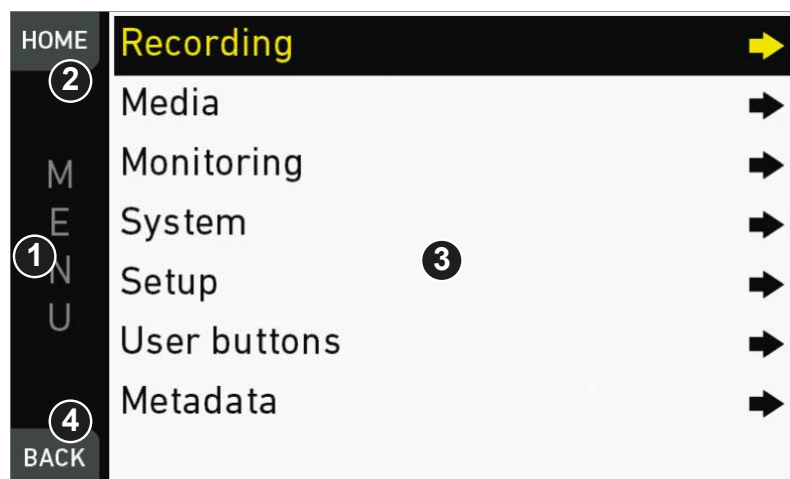 HOME
2
M
E
N
U
1
BACK
4
Recording
Media
Monitoring
System
Setup
User buttons
Metadata
3